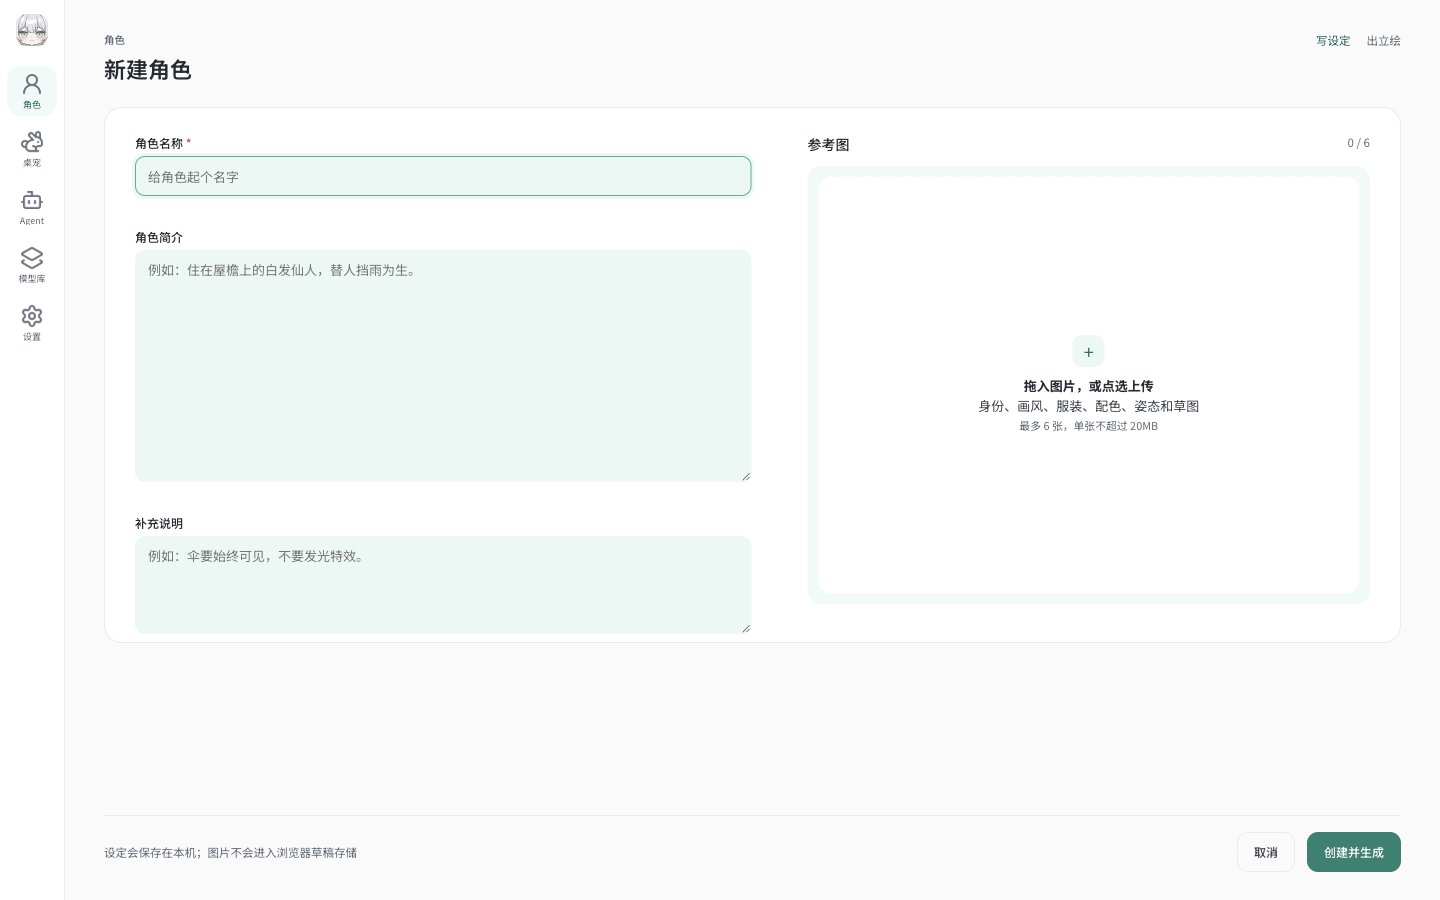 角色
桌宠
Agent
模型库
设置
角色
新建角色
写设定 出立绘
角色名称 *
给角色起个名字
角色简介
例如：住在屋檐上的白发仙人，替人挡雨为生。
补充说明
例如：伞要始终可见，不要发光特效。
参考图 0 / 6
+
拖入图片，或点选上传
身份、画风、服装、配色、姿态和草图
最多 6 张，单张不超过 20MB
设定会保存在本机；图片不会进入浏览器草稿存储
取消 创建并生成